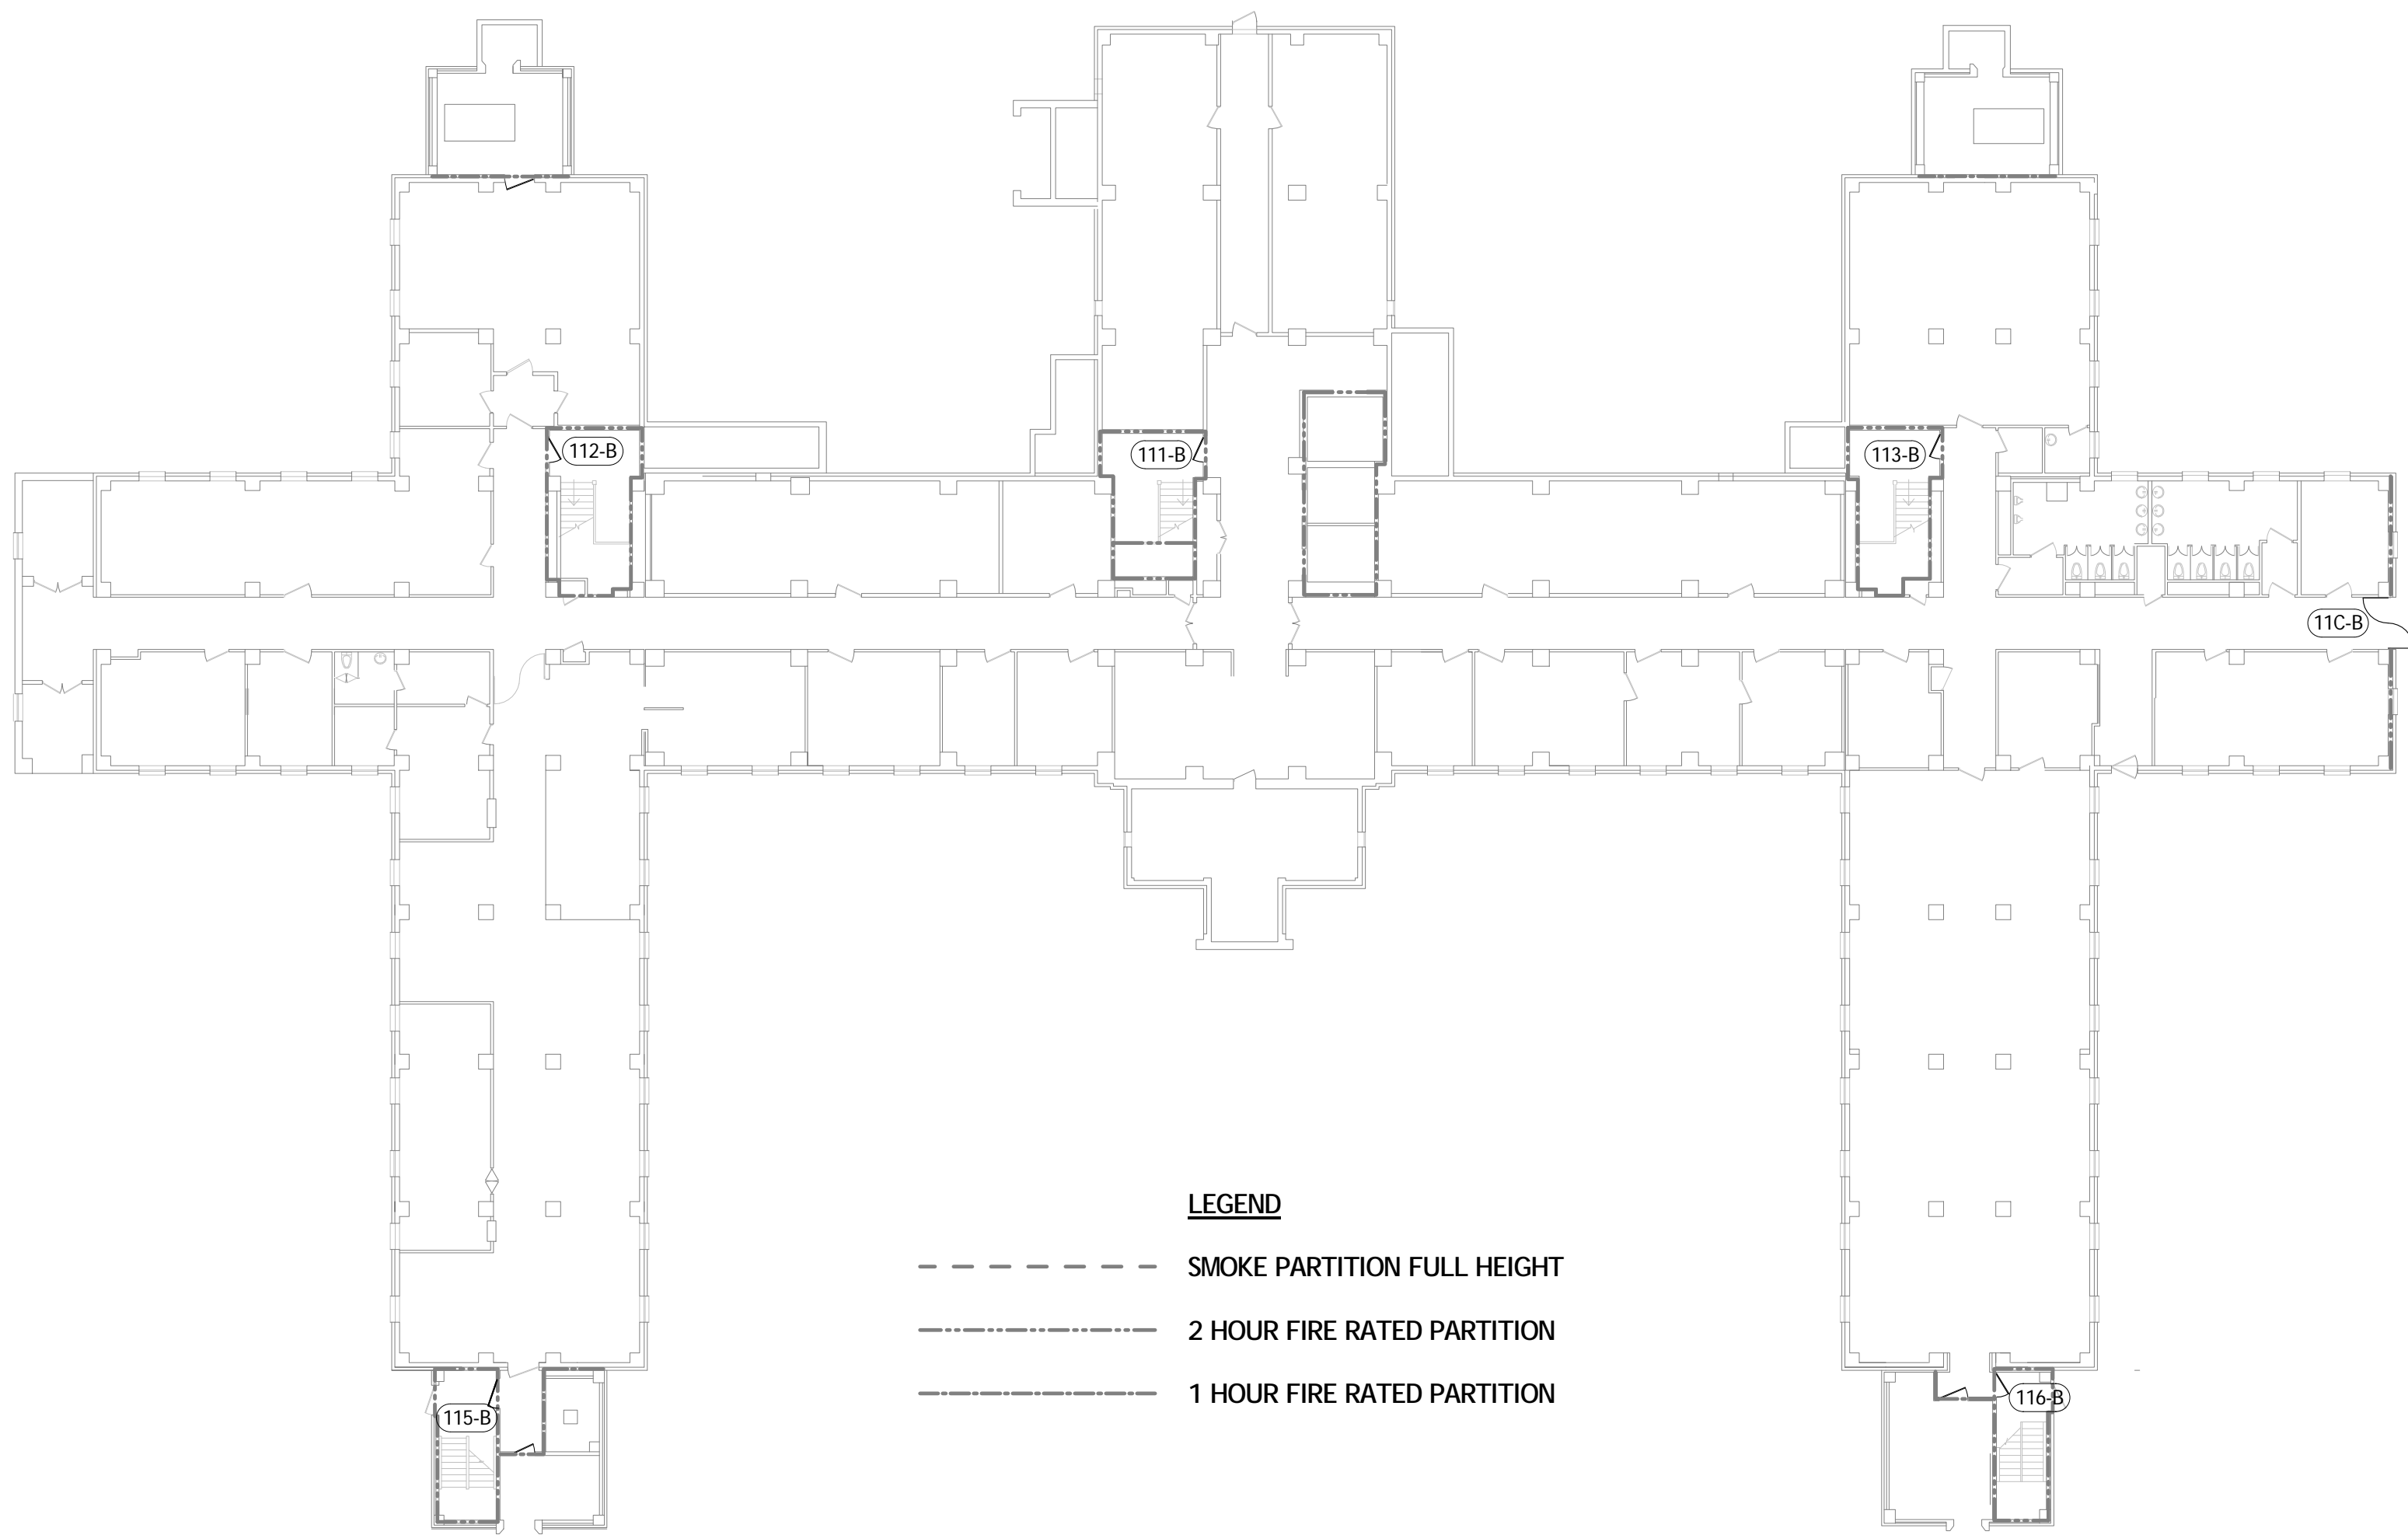 112-B
111-B
113-B
11C-B
LEGEND
SMOKE PARTITION FULL HEIGHT
2 HOUR FIRE RATED PARTITION
1 HOUR FIRE RATED PARTITION
115-B
116-B